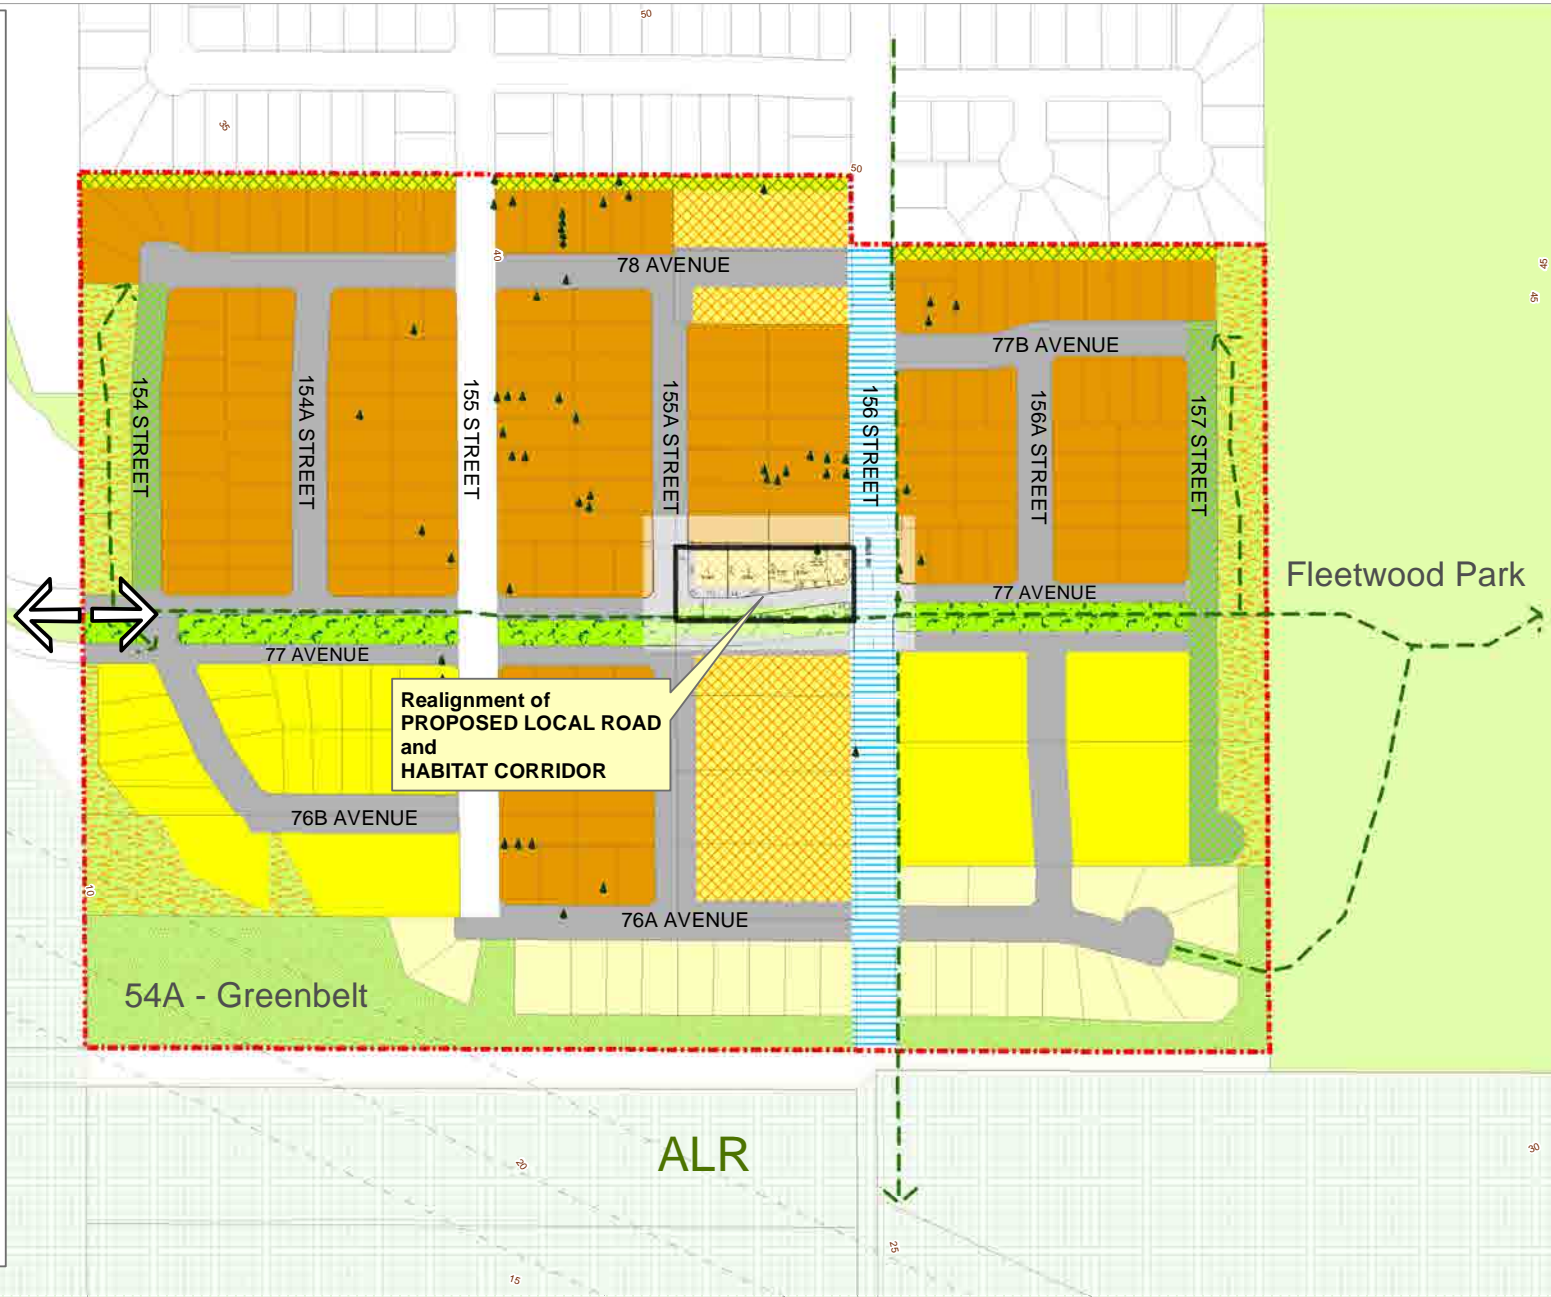 50
35
50
40
78 AVENUE
45
45
77B AVENUE
154 STREET
154A STREET
155 STREET
155A STREET
156 STREET
156A STREET
157 STREET
Fleetwood Park
77 AVENUE
77 AVENUE
Realignment of
PROPOSED LOCAL ROAD
and
HABITAT CORRIDOR
76B AVENUE
10
76A AVENUE
54A - Greenbelt
ALR
20
30
25
15